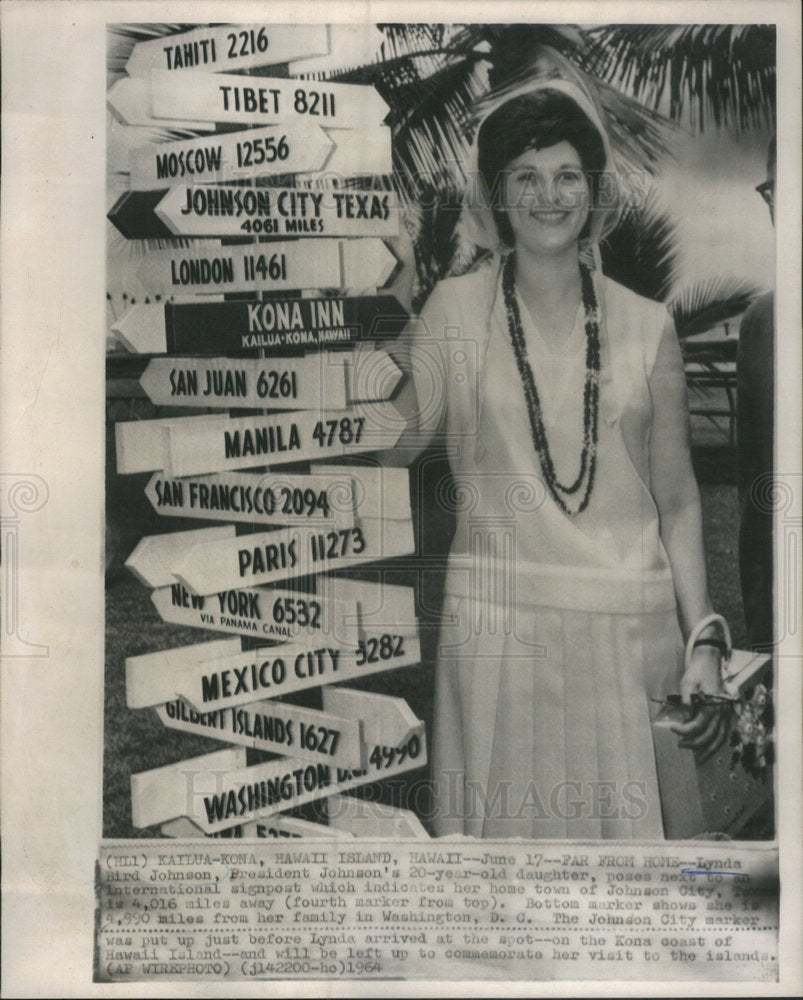 TAHITI 2216
TIBET 8211
MOSCOW 12556
JOHNSON CITY TEXAS
4061 MILES
LONDON 11461
KONA INN
KAILUA-KONA, HAWAII
SAN JUAN 6261
MANILA 4787
SAN FRANCISCO 2094
PARIS 11273
NEW YORK 6532
VIA PANAMA CANAL
MEXICO CITY 3282
GILBERT ISLANDS 1627
WASHINGTON D.C. 4990
HISTORIC IMAGES
HISTORIC IMAGES
(HL1) KAILUA-KONA, HAWAII ISLAND, HAWAII--June 17--FAR FROM HOME--Lynda
Bird Johnson, President Johnson's 20-year-old daughter, poses next to an
international signpost which indicates her home town of Johnson City, Texas
is 4,016 miles away (fourth marker from top). Bottom marker shows she is
4,990 miles from her family in Washington, D. C. The Johnson City marker
was put up just before Lynda arrived at the spot--on the Kona coast of
Hawaii Island--and will be left up to commemorate her visit to the islands.
(AP WIREPHOTO) (j142200-ho)1964